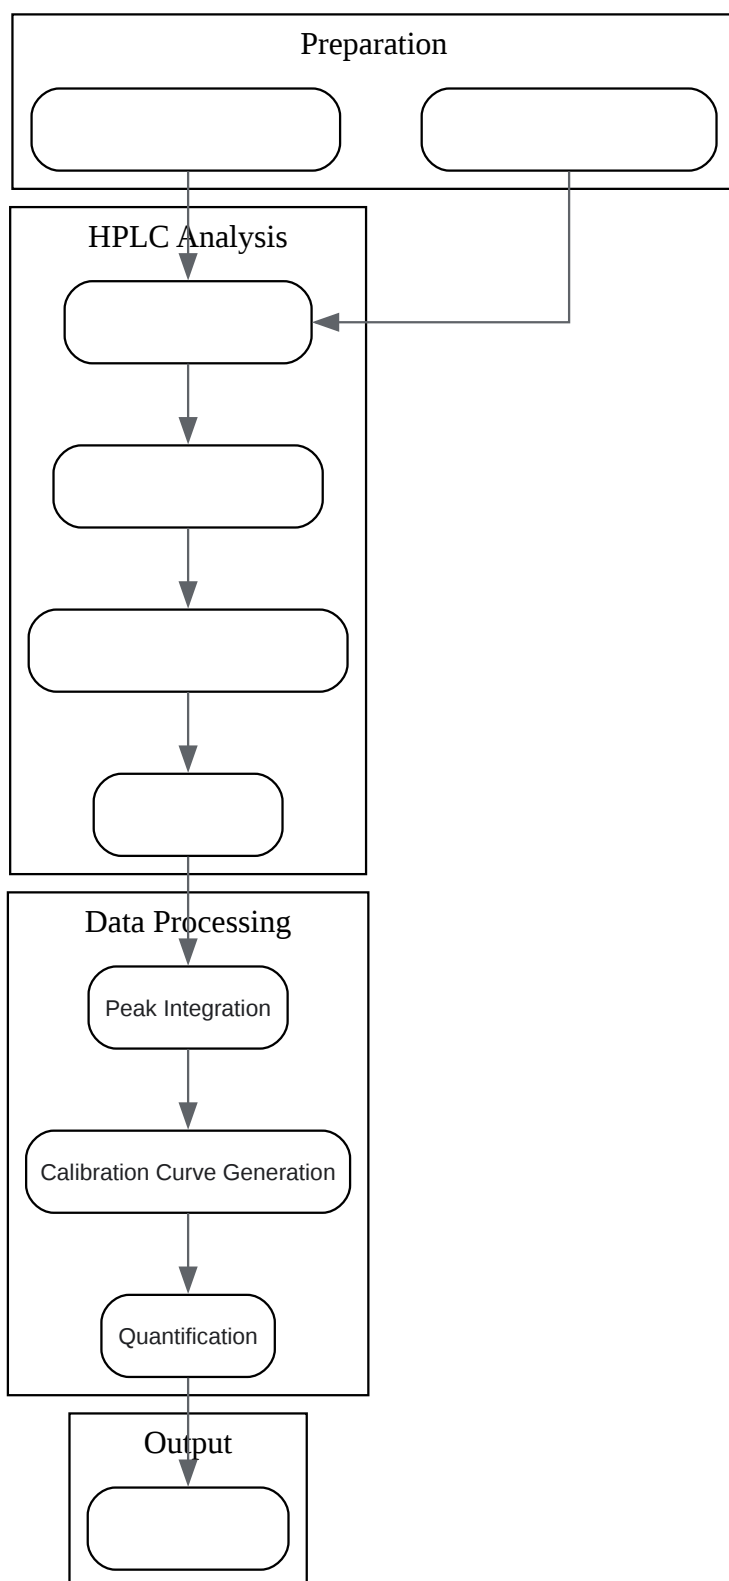 Preparation
HPLC Analysis
Data Processing
Peak Integration
Calibration Curve Generation
Quantification
Output